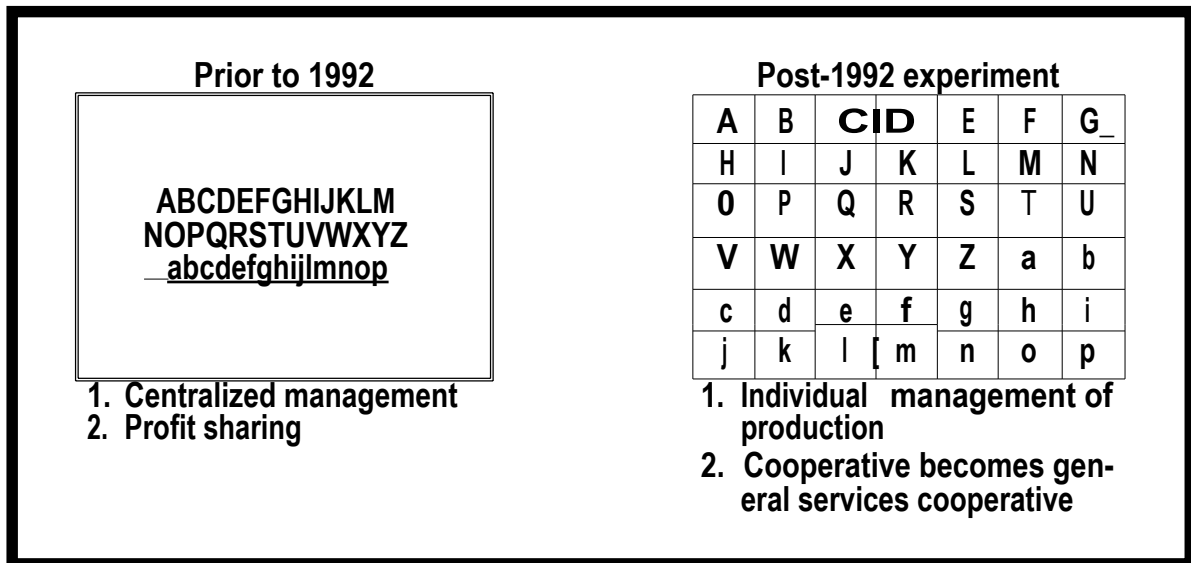 Prior to 1992
ABCDEFGHIJKLM
NOPQRSTUVWXYZ
_abcdefghijlmnop
1. Centralized management
2. Profit sharing
Post-1992 experiment
A B CID E F G_
H I J K L M N
0 P Q R S T U
V W X Y Z a b
c d e f g h i
j k l [ m n o p
1. Individual management of
production
2. Cooperative becomes gen-
eral services cooperative